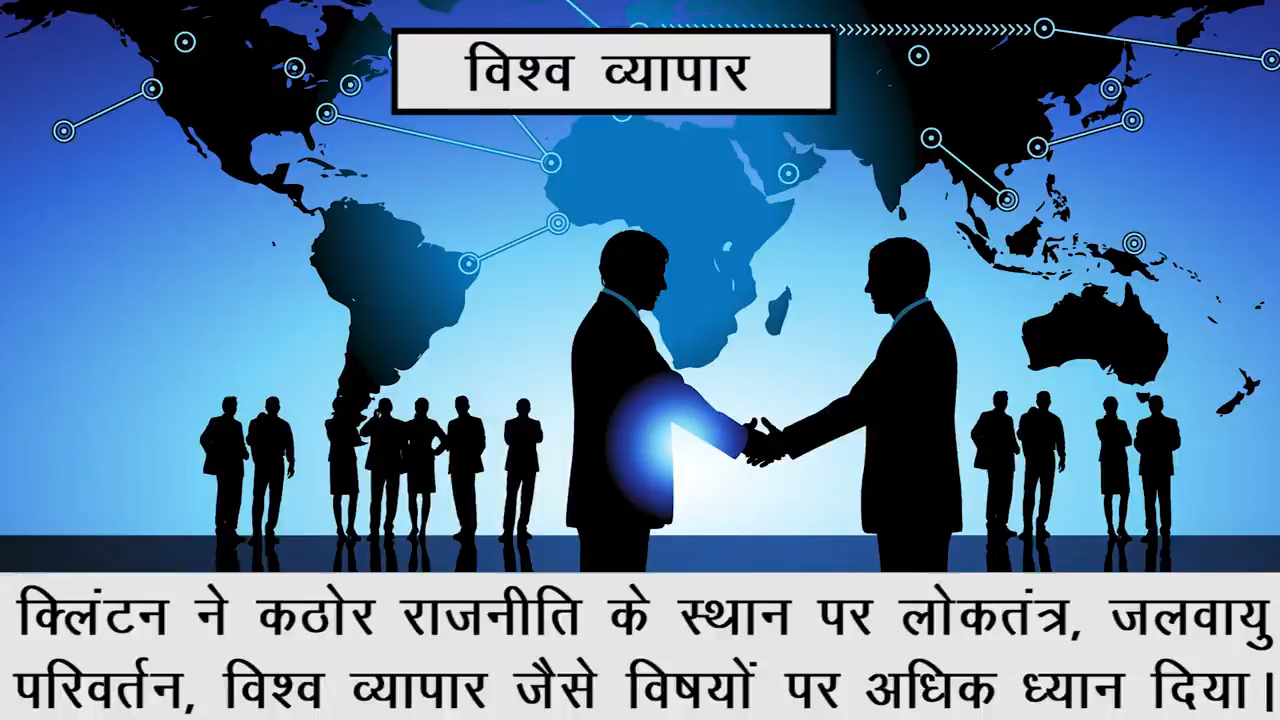 विश्व व्यापार
क्लिंटन ने कठोर राजनीति के स्थान पर लोकतंत्र, जलवायु
परिवर्तन, विश्व व्यापार जैसे विषयों पर अधिक ध्यान दिया।